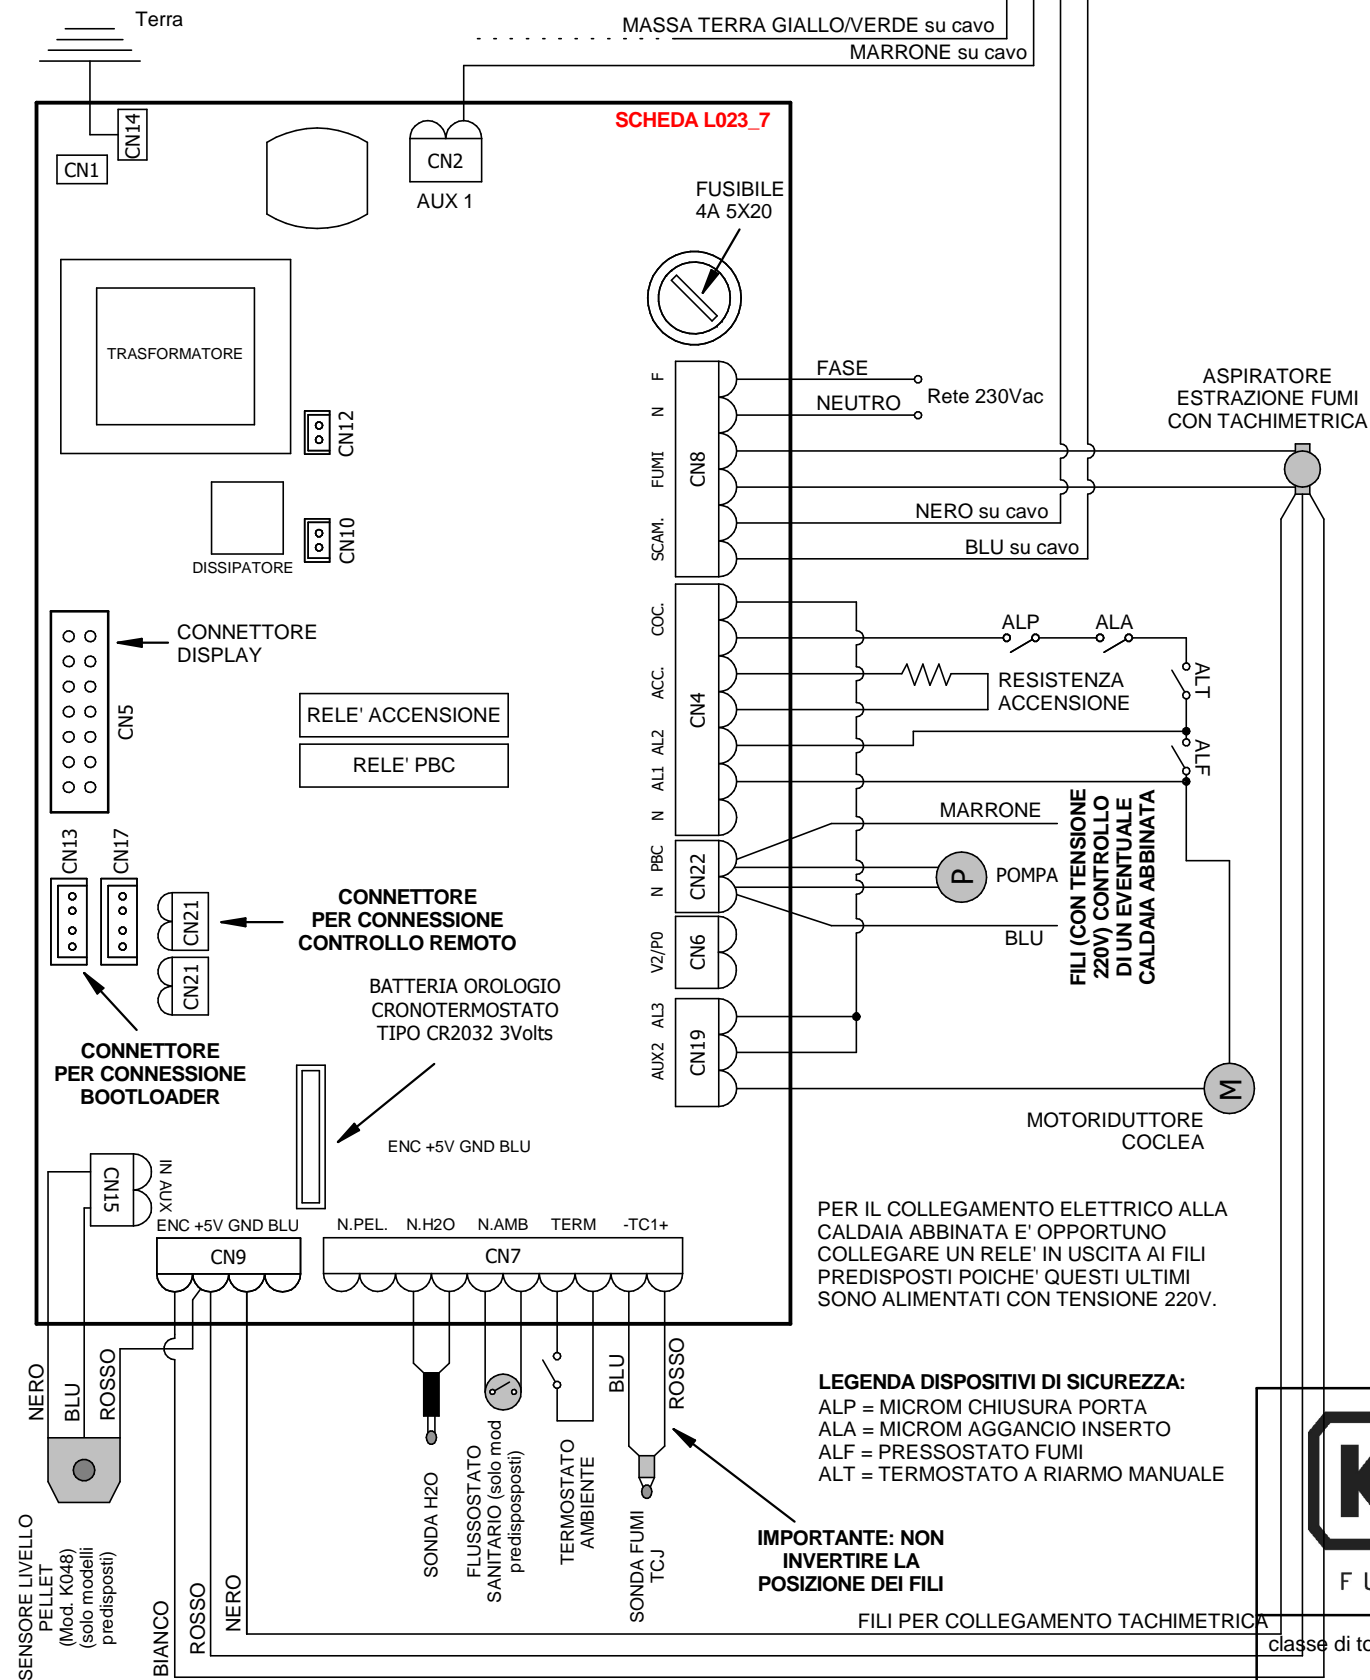 Terra
MASSA TERRA GIALLO/VERDE su cavo
MARRONE su cavo
SCHEDA L023_7
CN14
CN1
CN2
AUX 1
FUSIBILE
4A 5X20
TRASFORMATORE
CN12
CN10
DISSIPATORE
F
N
FUMI
SCAM.
CN8
FASE
NEUTRO
Rete 230Vac
NERO su cavo
BLU su cavo
ASPIRATORE
ESTRAZIONE FUMI
CON TACHIMETRICA
CONNETTORE
DISPLAY
CN5
RELE' ACCENSIONE
RELE' PBC
COC.
ACC.
AL2
AL1
N
CN4
ALP
ALA
ALT
ALF
RESISTENZA
ACCENSIONE
CN13
CN17
CN21
CN21
CONNETTORE
PER CONNESSIONE
CONTROLLO REMOTO
PBC
N
CN22
MARRONE
P
POMPA
BLU
FILI (CON TENSIONE
220V) CONTROLLO
DI UN EVENTUALE
CALDAIA ABBINATA
V2/P0
CN6
AL3
AUX2
CN19
M
MOTORIDUTTORE
COCLEA
BATTERIA OROLOGIO
CRONOTERMOSTATO
TIPO CR2032 3Volts
CONNETTORE
PER CONNESSIONE
BOOTLOADER
ENC +5V GND BLU
CN15
IN AUX
ENC +5V GND BLU
CN9
N.PEL. N.H2O N.AMB TERM -TC1+
CN7
PER IL COLLEGAMENTO ELETTRICO ALLA
CALDAIA ABBINATA E' OPPORTUNO
COLLEGARE UN RELE' IN USCITA AI FILI
PREDISPOSTI POICHE' QUESTI ULTIMI
SONO ALIMENTATI CON TENSIONE 220V.
NERO
BLU
ROSSO
BLU
ROSSO
LEGENDA DISPOSITIVI DI SICUREZZA:
ALP = MICROM CHIUSURA PORTA
ALA = MICROM AGGANCIO INSERTO
ALF = PRESSOSTATO FUMI
ALT = TERMOSTATO A RIARMO MANUALE
SENSORE LIVELLO
PELLET
(Mod. K048)
(solo modelli
predisposti)
BIANCO
ROSSO
NERO
SONDA H2O
FLUSSOSTATO
SANITARIO (solo mod
predispososti)
TERMOSTATO
AMBIENTE
SONDA FUMI
TCJ
IMPORTANTE: NON
INVERTIRE LA
POSIZIONE DEI FILI
FILI PER COLLEGAMENTO TACHIMETRICA
K
F U
classe di to